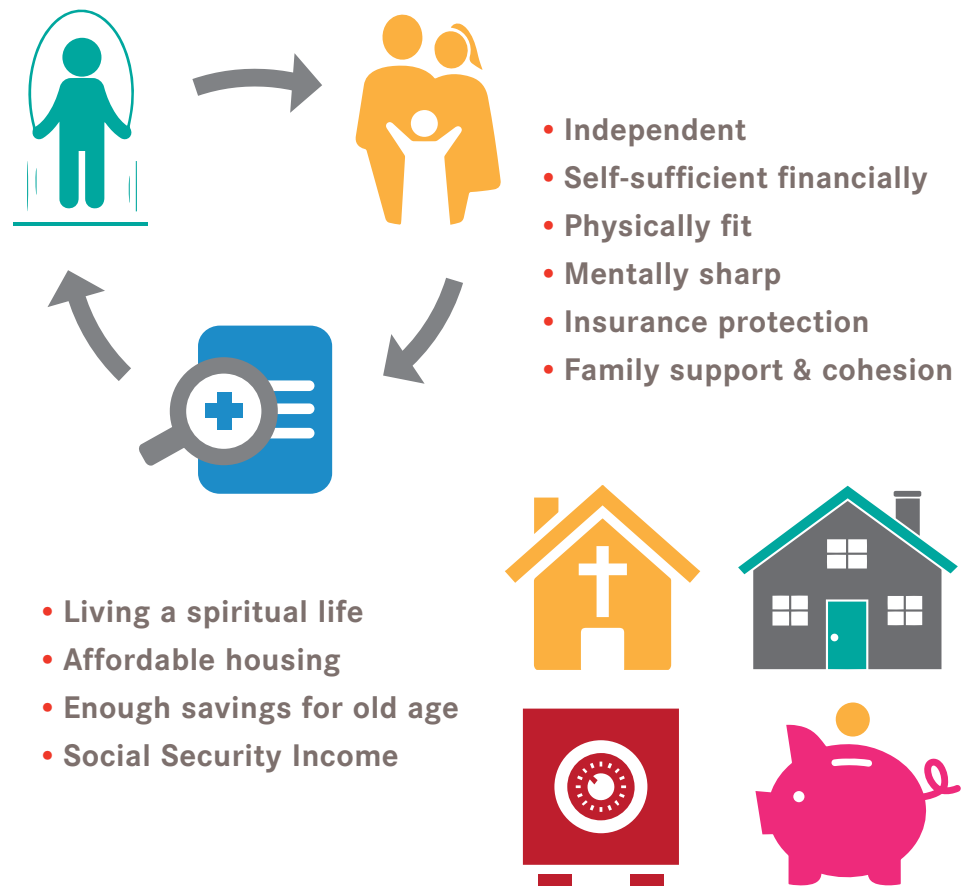 • Independent
• Self-sufficient financially
• Physically fit
• Mentally sharp
• Insurance protection
• Family support & cohesion
• Living a spiritual life
• Affordable housing
• Enough savings for old age
• Social Security Income